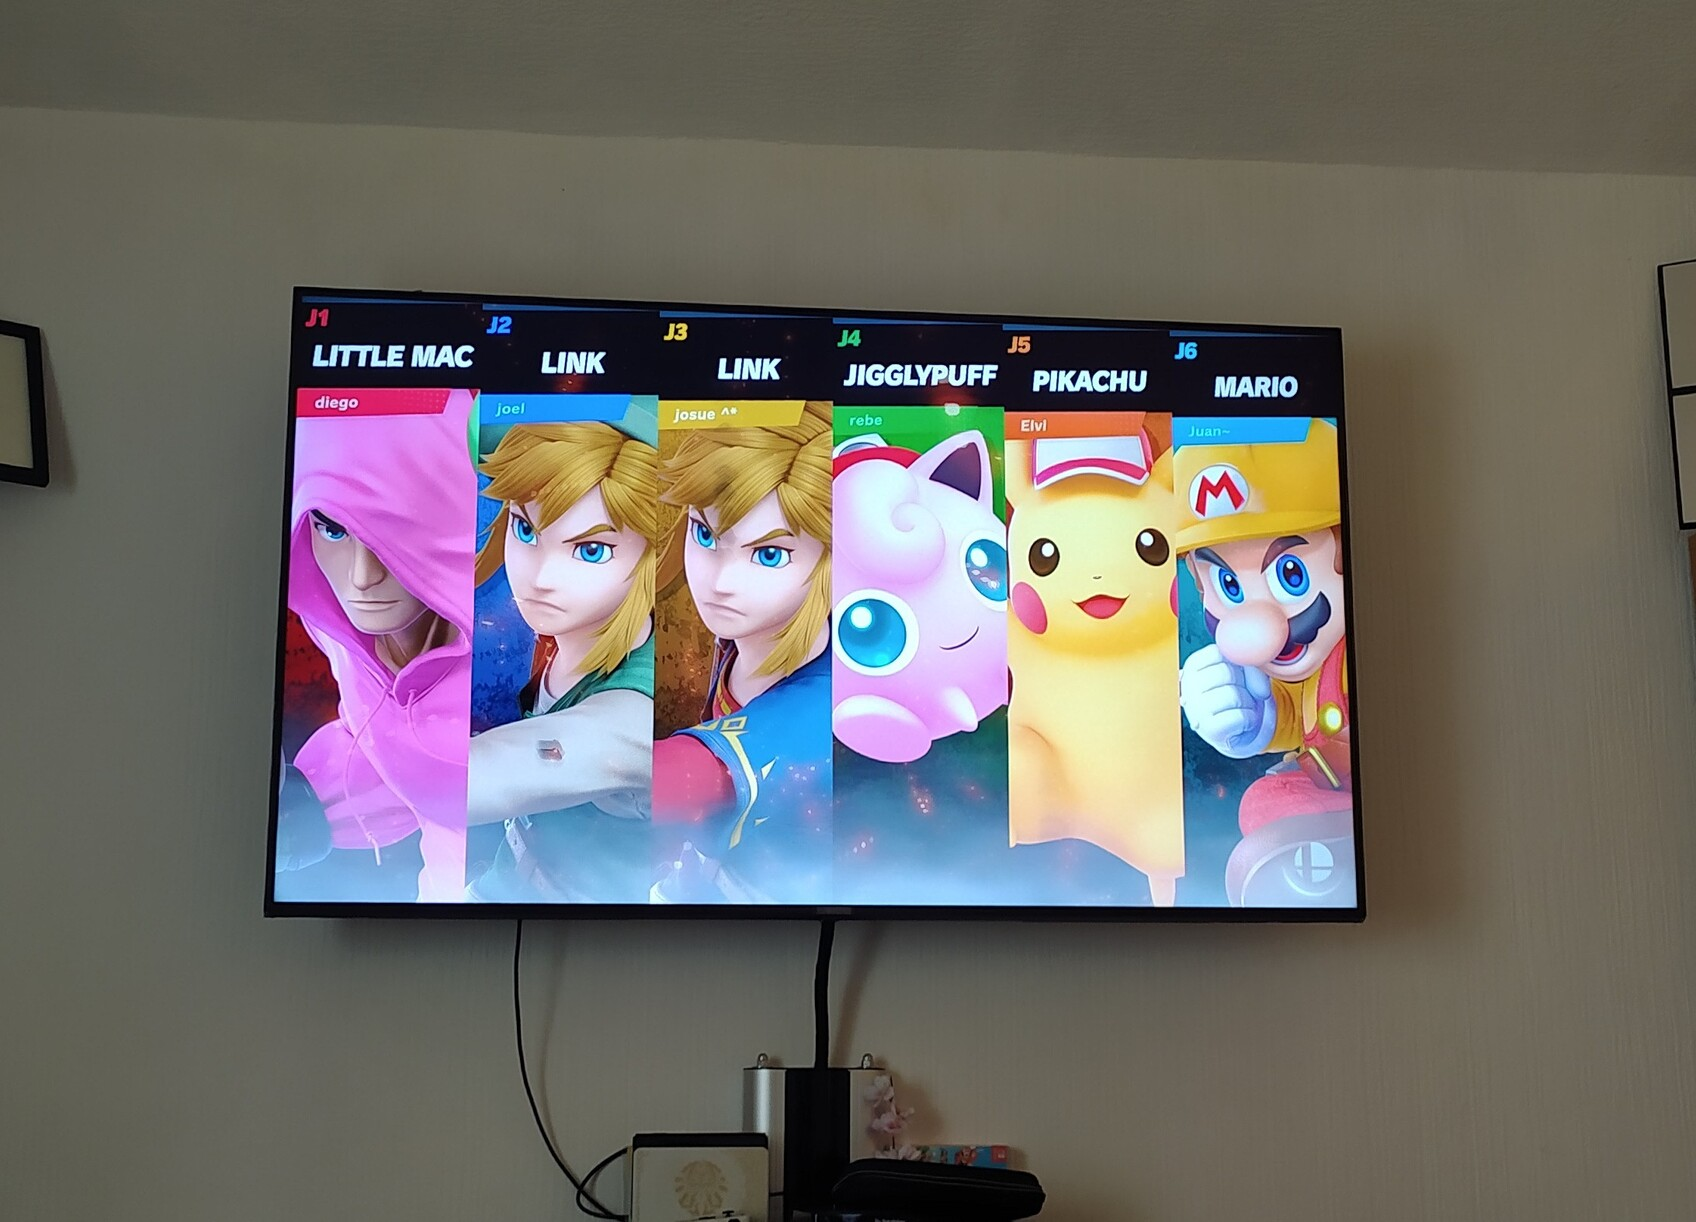 J1
LITTLE MAC
diego
J2
LINK
joel
J3
LINK
josue ^*
J4
JIGGLYPUFF
rebe
J5
PIKACHU
Elvi
J6
MARIO
Juan~
M